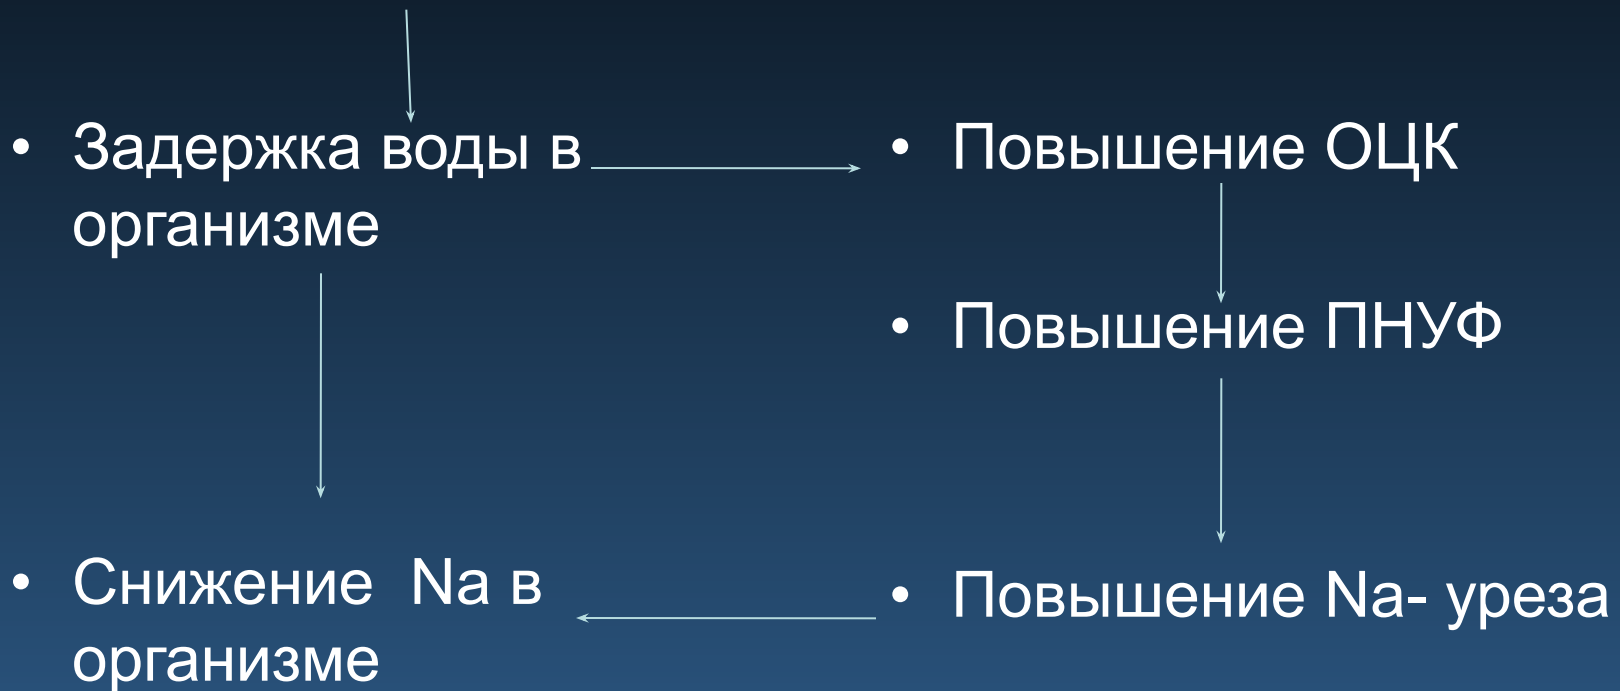 • Задержка воды в
организме
• Снижение Na в
организме
• Повышение ОЦК
• Повышение ПНУФ
• Повышение Na- уреза